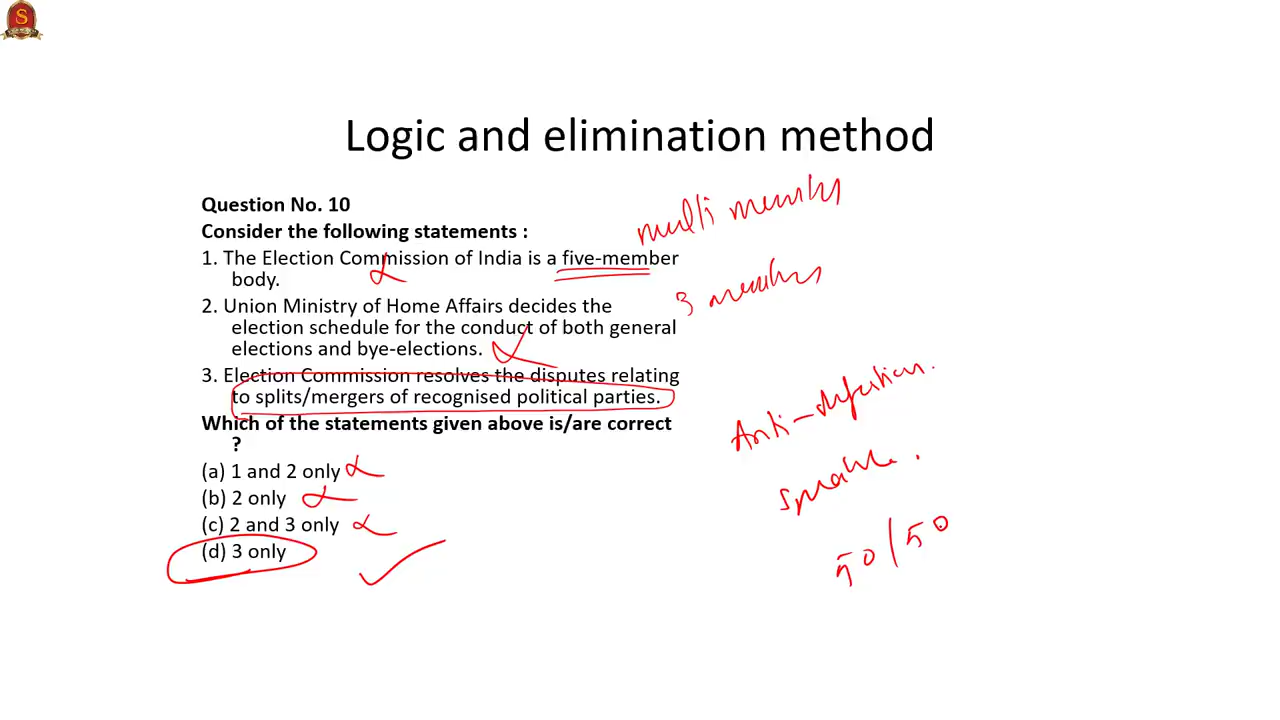 S
Logic and elimination method
Question No. 10
Consider the following statements :
multi members
1. The Election Commission of India is a five-member
body.
3 members
2. Union Ministry of Home Affairs decides the
election schedule for the conduct of both general
elections and bye-elections.
3. Election Commission resolves the disputes relating
to splits/mergers of recognised political parties.
Anti-defection.
Which of the statements given above is/are correct
?
(a) 1 and 2 only
Speaker.
(b) 2 only
(c) 2 and 3 only
50/50
(d) 3 only